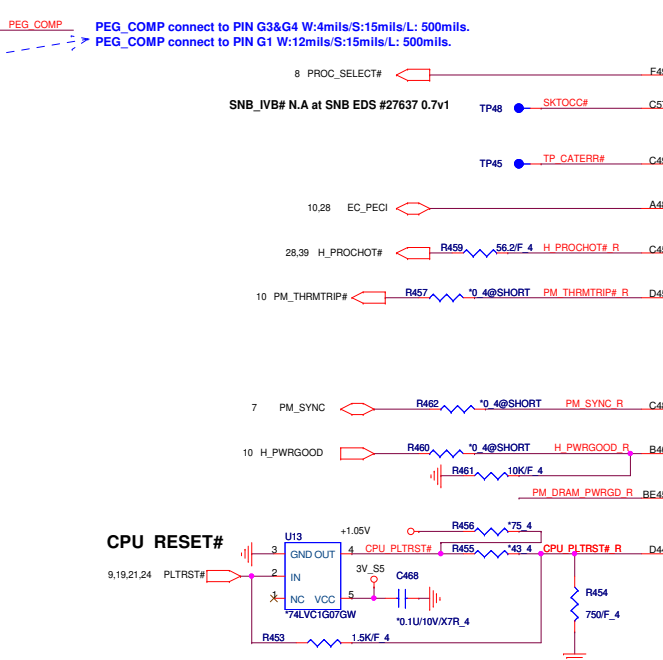 PEG_COMP
PEG_COMP connect to PIN G3&G4 W:4mils/S:15mils/L: 500mils.
PEG_COMP connect to PIN G1 W:12mils/S:15mils/L: 500mils.
8 PROC_SELECT#
SNB_IVB# N.A at SNB EDS #27637 0.7v1
TP48 SKTOCC#
TP45 TP_CATERR#
10,28 EC_PECI
28,39 H_PROCHOT# R459 56.2/F_4 H_PROCHOT#_R
10 PM_THRMTRIP# R457 *0_4@SHORT PM_THRMTRIP#_R
7 PM_SYNC R462 *0_4@SHORT PM_SYNC_R
10 H_PWRGOOD R460 *0_4@SHORT H_PWRGOOD_R
R461 10K/F_4
PM_DRAM_PWRGD_R
CPU RESET#
U13 +1.05V R456 *75_4
3 GND OUT 4 CPU_PLTRST# R455 *43_4 CPU_PLTRST#_R
9,19,21,24 PLTRST# 2 IN
3V_S5 C468
1 NC VCC 5
R454
*74LVC1G07GW *0.1U/10V/X7R_4 750/F_4
R453 1.5K/F_4